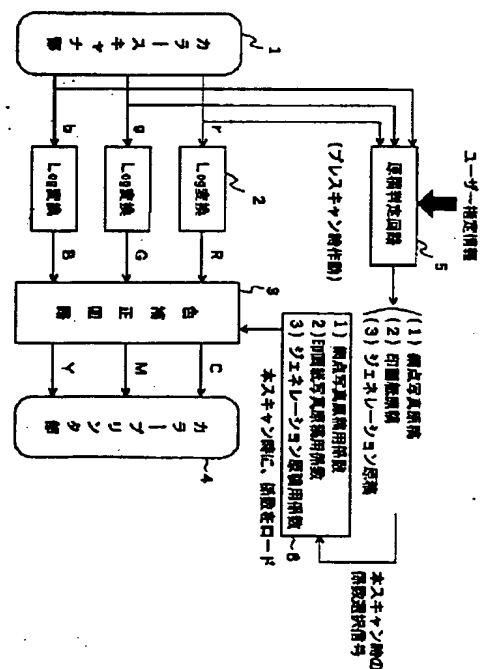 ユーザー指定情報
原稿判定回路
5
(プレスキャン時作動)
(1) 網点写真原稿
(2) 印画紙原稿
(3) ジェネレーション原稿
本スキャン時の
係数選択信号
1) 網点写真原稿用係数
2) 印画紙写真原稿用係数
3) ジェネレーション原稿用係数
6
本スキャン時に、係数をロード
カラースキャナ部
1
r
g
b
Log変換
Log変換
Log変換
2
R
G
B
色補正回路
3
C
M
Y
カラープリンタ部
4